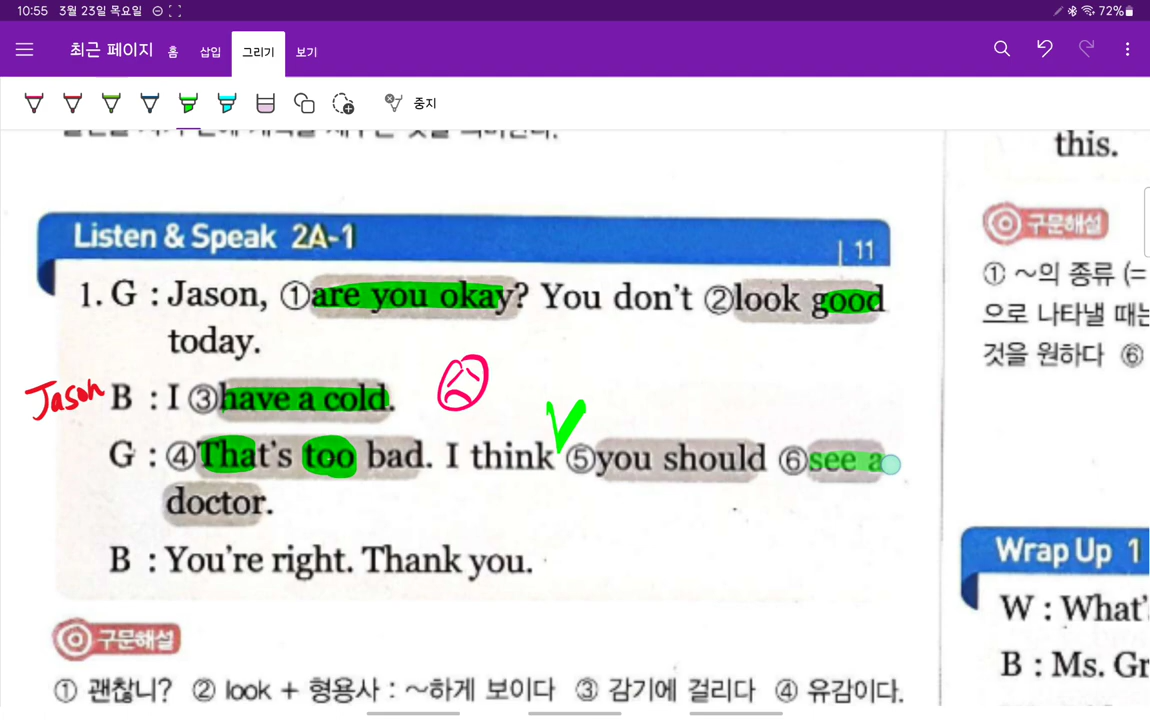 10:55 3월 23일 목요일 72%
최근 페이지 홈 삽입 그리기 보기
중지
this.
Listen & Speak 2A-1
11
구문해설
1. G : Jason, ①are you okay? You don't ②look good
① ~의 종류 (=
으로 나타낼 때는
today.
것을 원하다 ⑥
Jason
B : I ③have a cold.
G : ④That's too bad. I think ⑤you should ⑥see a
doctor.
B : You're right. Thank you.
Wrap Up 1
W : What's
구문해설
B : Ms. Gr
① 괜찮니? ② look + 형용사 : ~하게 보이다 ③ 감기에 걸리다 ④ 유감이다.